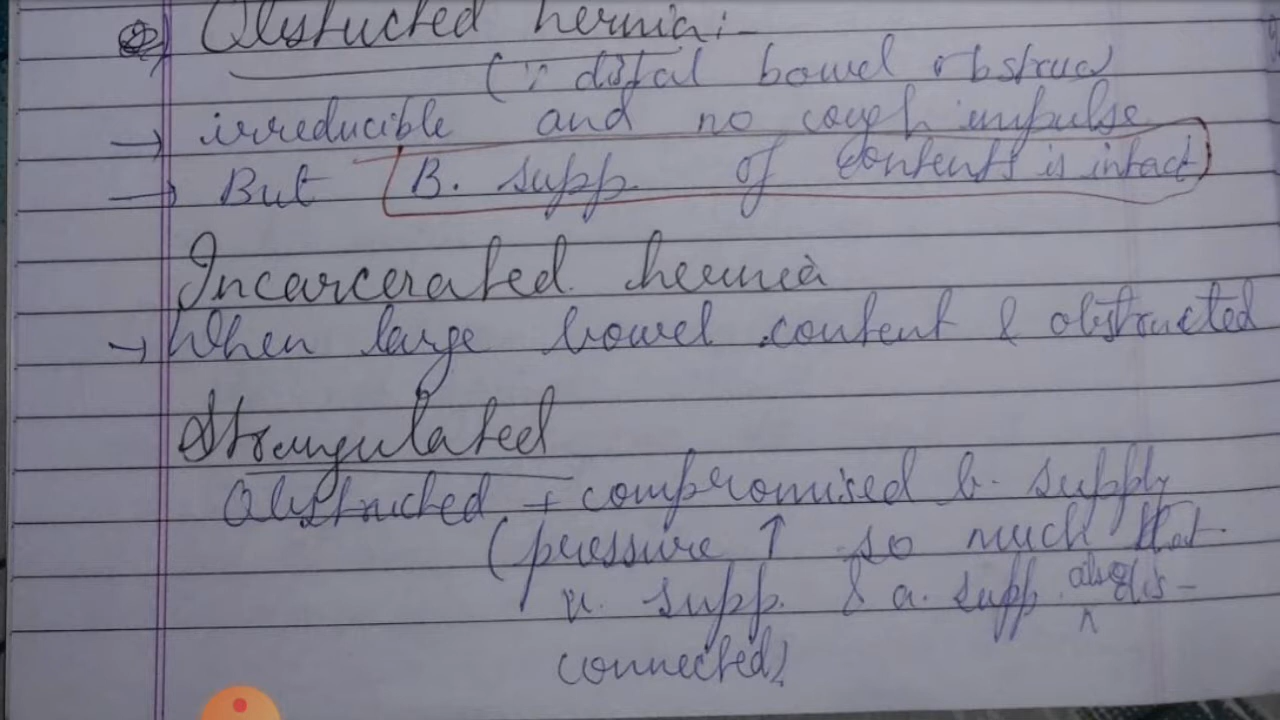 Obstucted hernia:-
(∵ distal bowel obstruc)
→ irreducible and no cough impulse
→ But (B. supp. of contents is intact)
Incarcerated hernia
→ When large bowel content & obstructed
Strangulated
Obstructed + compromised b. supply
(pressure ↑ so much that
v. supp. & a. supp. also dis-
connected)